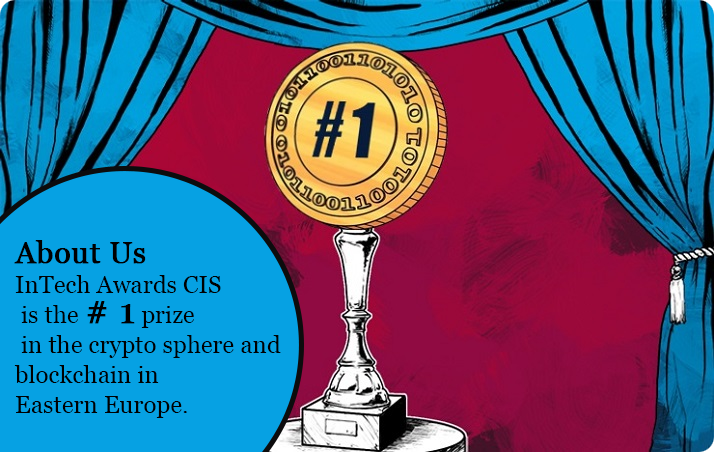 #1
About Us
InTech Awards CIS
is the # 1 prize
in the crypto sphere and
blockchain in
Eastern Europe.